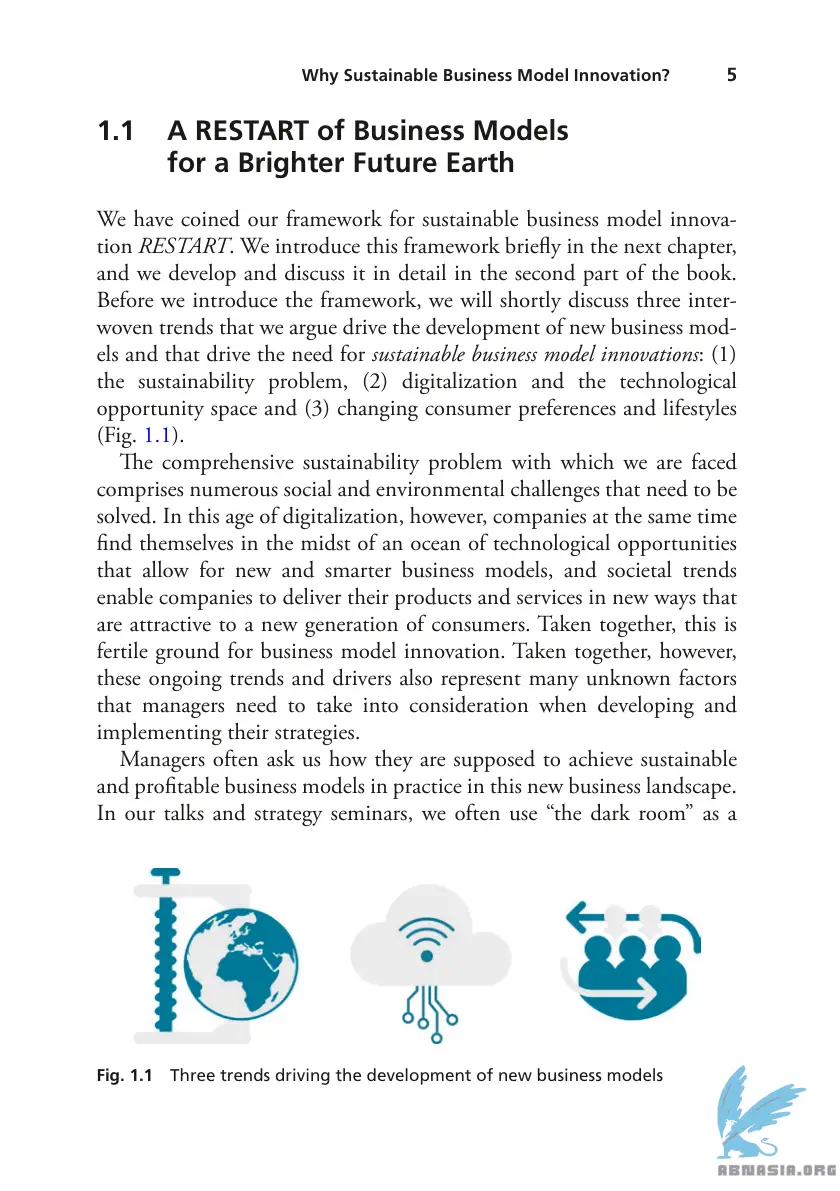 Why Sustainable Business Model Innovation? 5
1.1 A RESTART of Business Models
for a Brighter Future Earth
We have coined our framework for sustainable business model innova-
tion RESTART. We introduce this framework briefly in the next chapter,
and we develop and discuss it in detail in the second part of the book.
Before we introduce the framework, we will shortly discuss three inter-
woven trends that we argue drive the development of new business mod-
els and that drive the need for sustainable business model innovations: (1)
the sustainability problem, (2) digitalization and the technological
opportunity space and (3) changing consumer preferences and lifestyles
(Fig. 1.1).
The comprehensive sustainability problem with which we are faced
comprises numerous social and environmental challenges that need to be
solved. In this age of digitalization, however, companies at the same time
find themselves in the midst of an ocean of technological opportunities
that allow for new and smarter business models, and societal trends
enable companies to deliver their products and services in new ways that
are attractive to a new generation of consumers. Taken together, this is
fertile ground for business model innovation. Taken together, however,
these ongoing trends and drivers also represent many unknown factors
that managers need to take into consideration when developing and
implementing their strategies.
Managers often ask us how they are supposed to achieve sustainable
and profitable business models in practice in this new business landscape.
In our talks and strategy seminars, we often use “the dark room” as a
Fig. 1.1 Three trends driving the development of new business models
ABNASIA.ORG